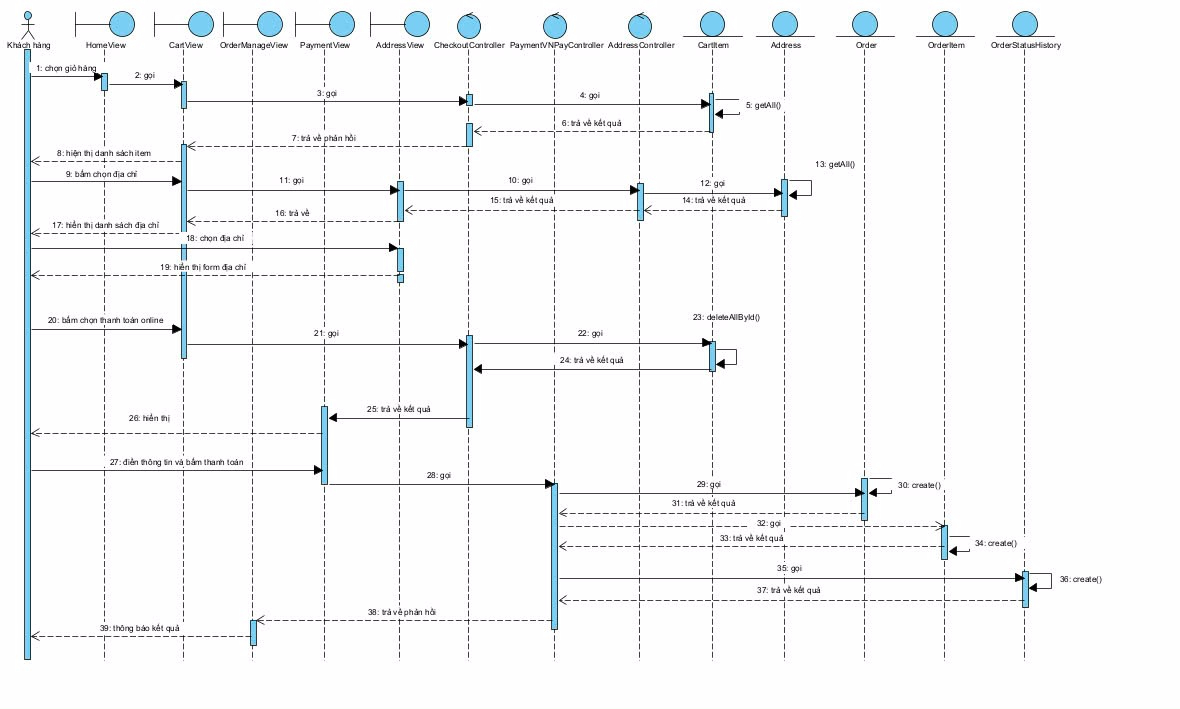 Khách hàng
HomeView
CartView
OrderManageView
PaymentView
AddressView
CheckoutController
PaymentVNPayController
AddressController
CartItem
Address
Order
OrderItem
OrderStatusHistory
1: chọn giỏ hàng
2: gọi
3: gọi
4: gọi
5: getAll()
6: trả về kết quả
7: trả về phản hồi
8: hiện thị danh sách item
9: bấm chọn địa chỉ
13: getAll()
11: gọi
10: gọi
12: gọi
15: trả về kết quả
14: trả về kết quả
16: trả về
17: hiển thị danh sách địa chỉ
18: chọn địa chỉ
19: hiển thị form địa chỉ
20: bấm chọn thanh toán online
23: deleteAllById()
21: gọi
22: gọi
24: trả về kết quả
25: trả về kết quả
26: hiển thị
27: điền thông tin và bấm thanh toán
28: gọi
29: gọi
30: create()
31: trả về kết quả
32: gọi
33: trả về kết quả
34: create()
35: gọi
36: create()
37: trả về kết quả
38: trả về phản hồi
39: thông báo kết quả